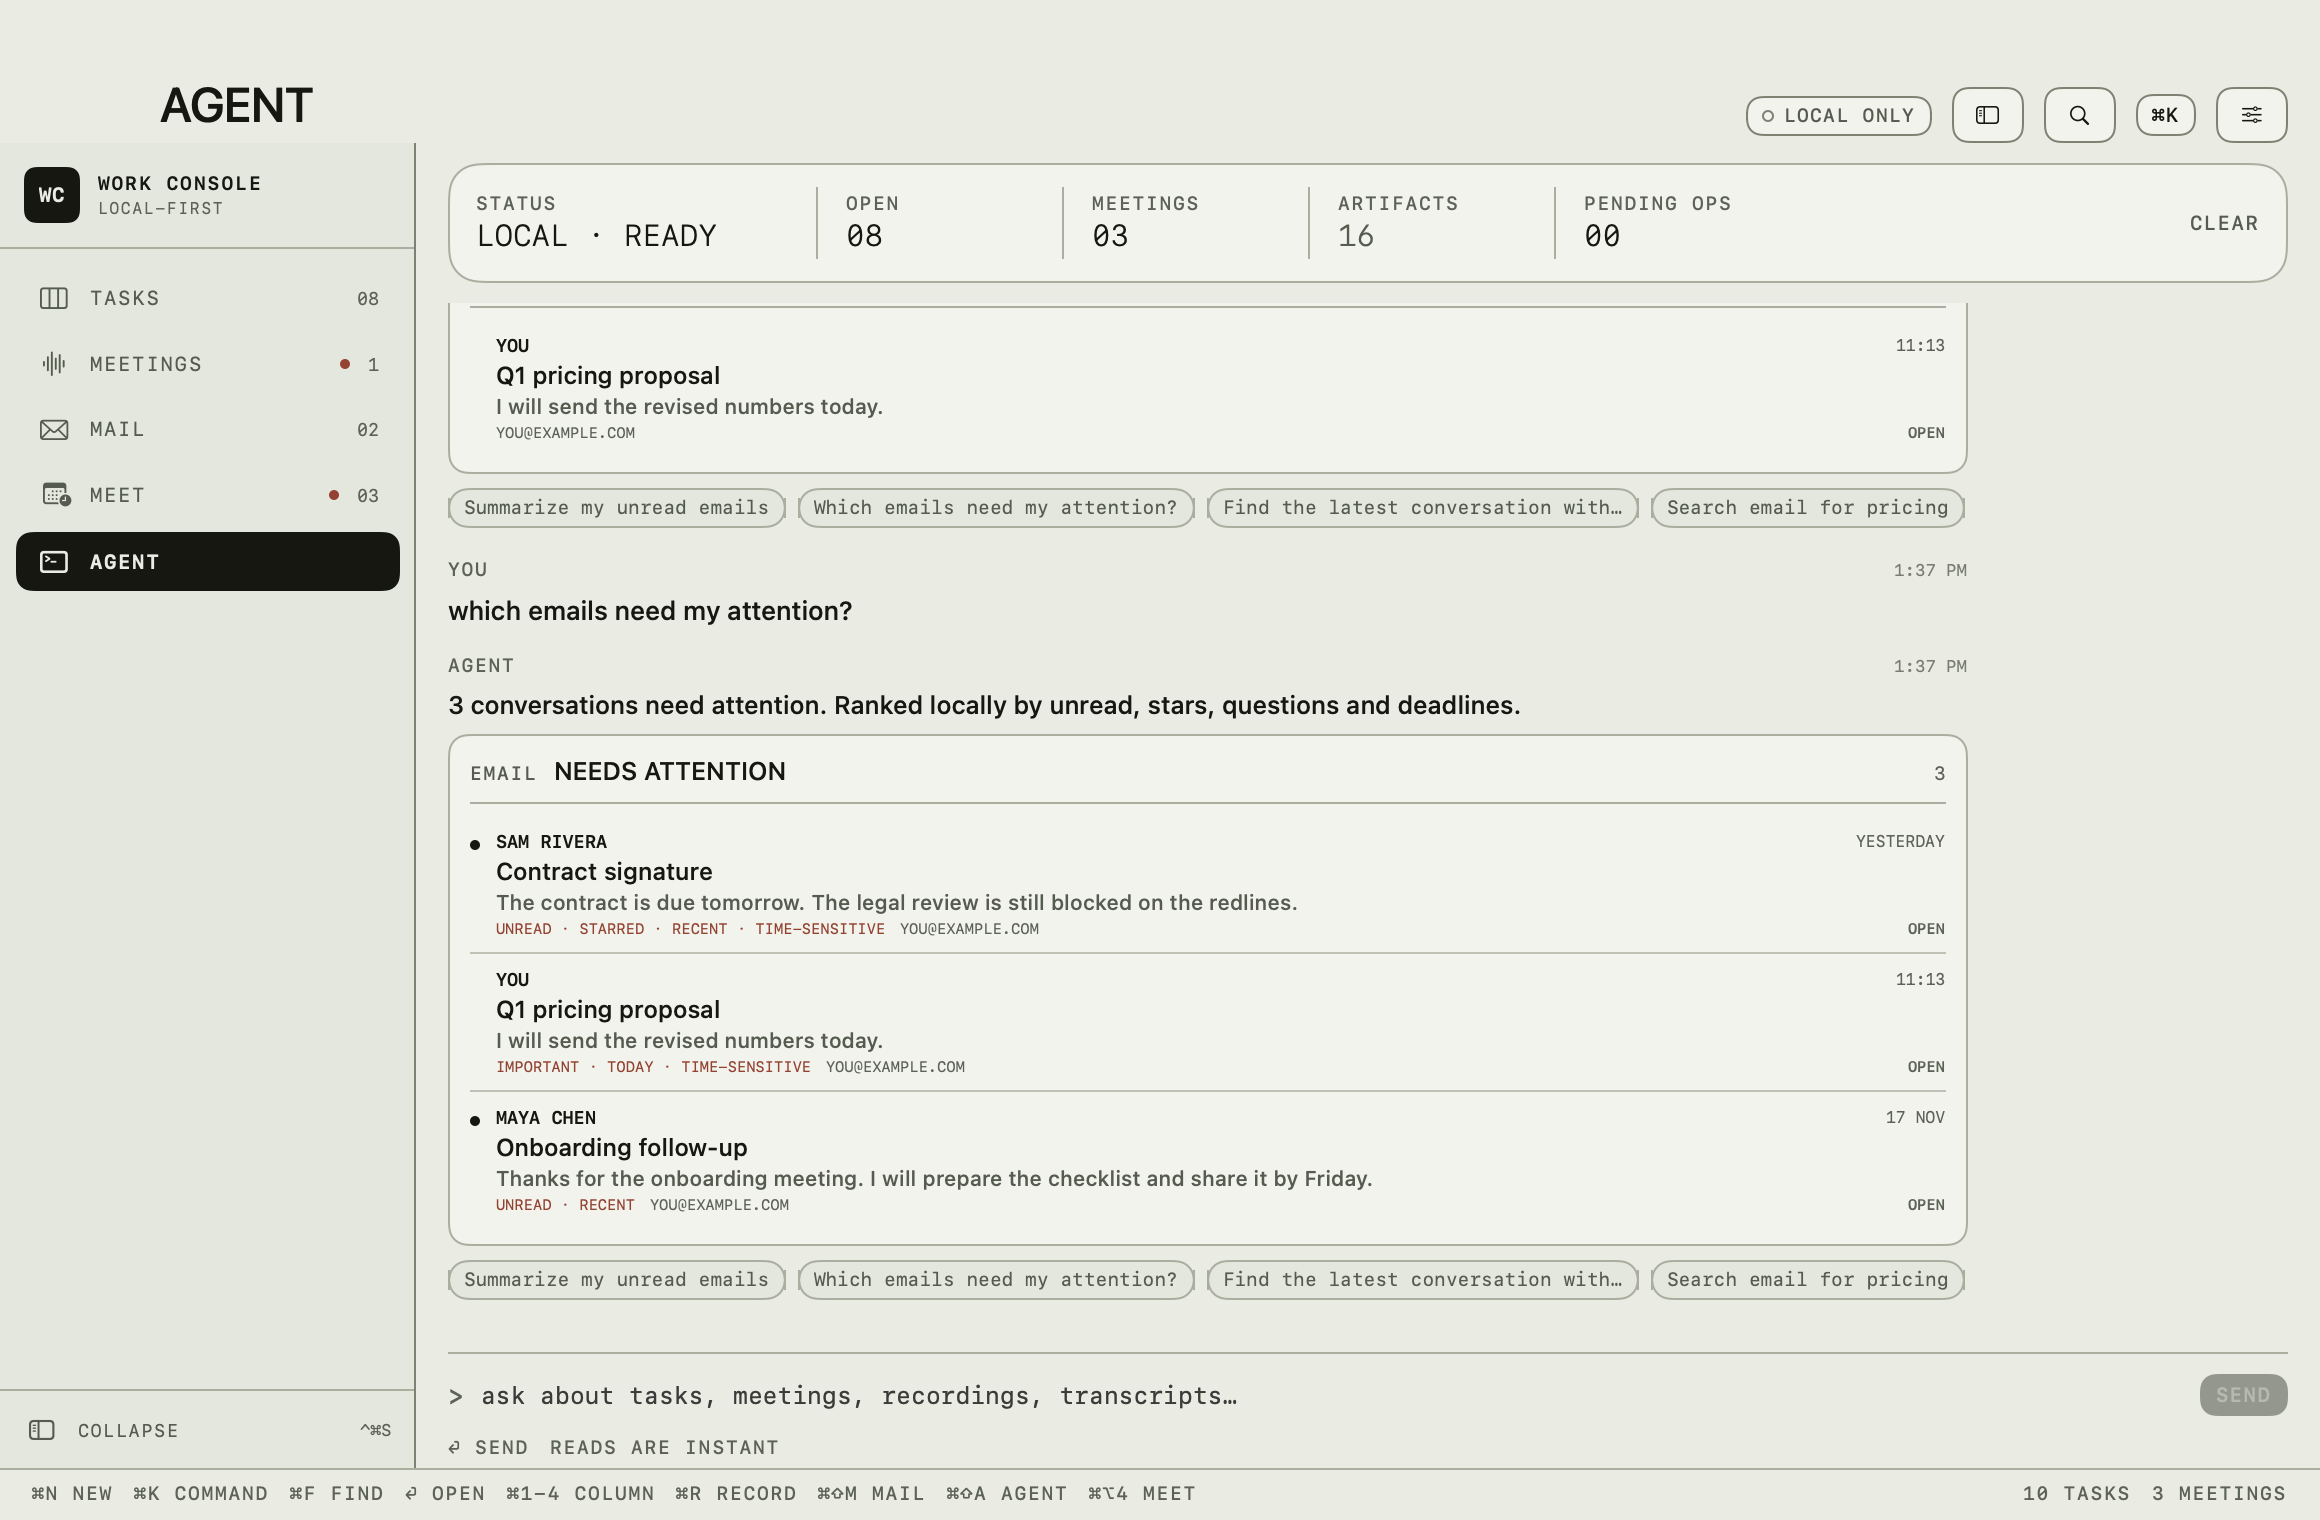 AGENT
LOCAL ONLY
⌘K
WC
WORK CONSOLE
LOCAL-FIRST
TASKS 08
MEETINGS 1
MAIL 02
MEET 03
AGENT
COLLAPSE ^⌘S
STATUS
LOCAL · READY
OPEN
08
MEETINGS
03
ARTIFACTS
16
PENDING OPS
00
CLEAR
YOU 11:13
Q1 pricing proposal
I will send the revised numbers today.
YOU@EXAMPLE.COM OPEN
Summarize my unread emails Which emails need my attention? Find the latest conversation with… Search email for pricing
YOU 1:37 PM
which emails need my attention?
AGENT 1:37 PM
3 conversations need attention. Ranked locally by unread, stars, questions and deadlines.
EMAIL NEEDS ATTENTION 3
SAM RIVERA YESTERDAY
Contract signature
The contract is due tomorrow. The legal review is still blocked on the redlines.
UNREAD · STARRED · RECENT · TIME-SENSITIVE YOU@EXAMPLE.COM OPEN
YOU 11:13
Q1 pricing proposal
I will send the revised numbers today.
IMPORTANT · TODAY · TIME-SENSITIVE YOU@EXAMPLE.COM OPEN
MAYA CHEN 17 NOV
Onboarding follow-up
Thanks for the onboarding meeting. I will prepare the checklist and share it by Friday.
UNREAD · RECENT YOU@EXAMPLE.COM OPEN
Summarize my unread emails Which emails need my attention? Find the latest conversation with… Search email for pricing
> ask about tasks, meetings, recordings, transcripts… SEND
⏎ SEND READS ARE INSTANT
⌘N NEW ⌘K COMMAND ⌘F FIND ⏎ OPEN ⌘1-4 COLUMN ⌘R RECORD ⌘⇧M MAIL ⌘⇧A AGENT ⌘⌥4 MEET 10 TASKS 3 MEETINGS